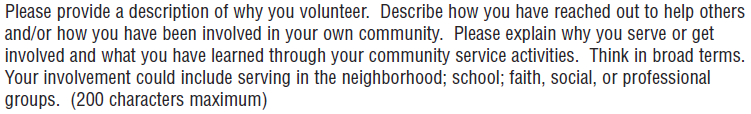 Please provide a description of why you volunteer.  Describe how you have reached out to help others
and/or how you have been involved in your own community.  Please explain why you serve or get
involved and what you have learned through your community service activities.  Think in broad terms.
Your involvement could include serving in the neighborhood; school; faith, social, or professional
groups.  (200 characters maximum)